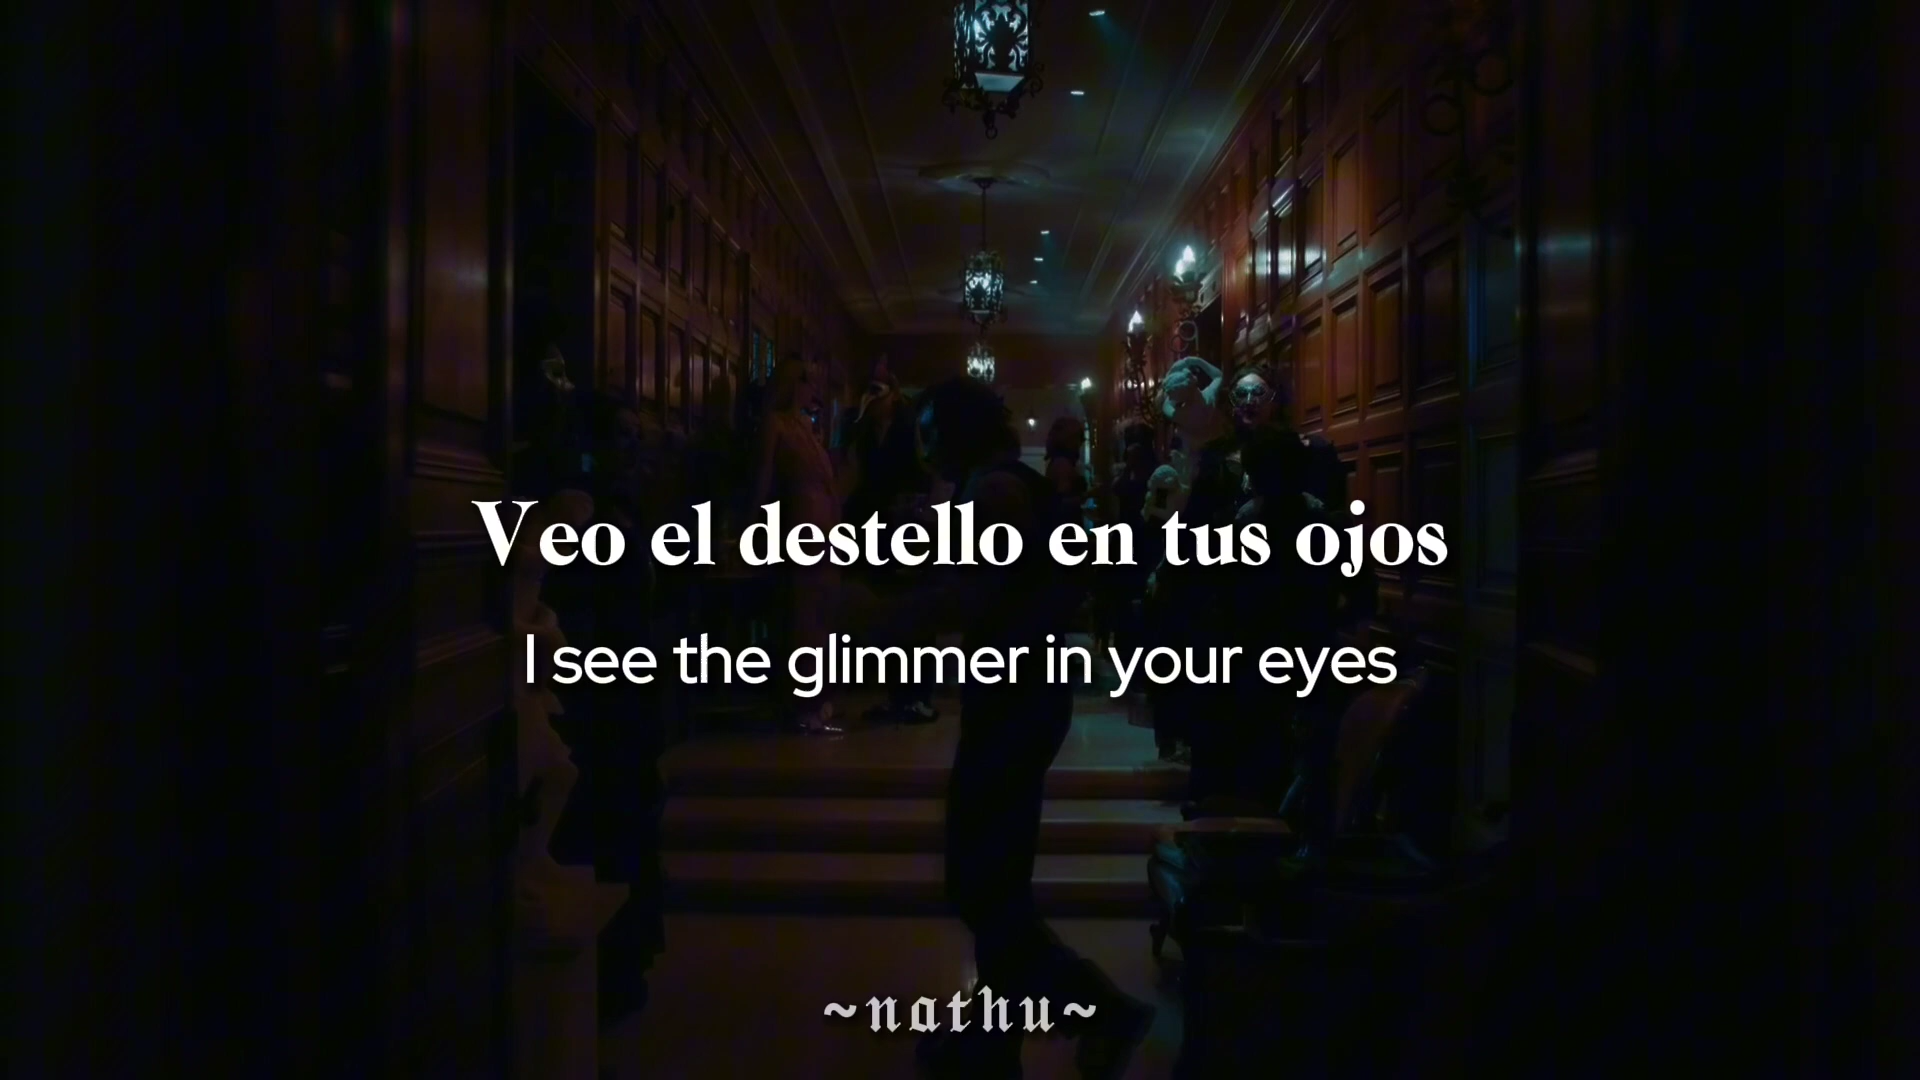 Veo el destello en tus ojos
I see the glimmer in your eyes
~nathu~